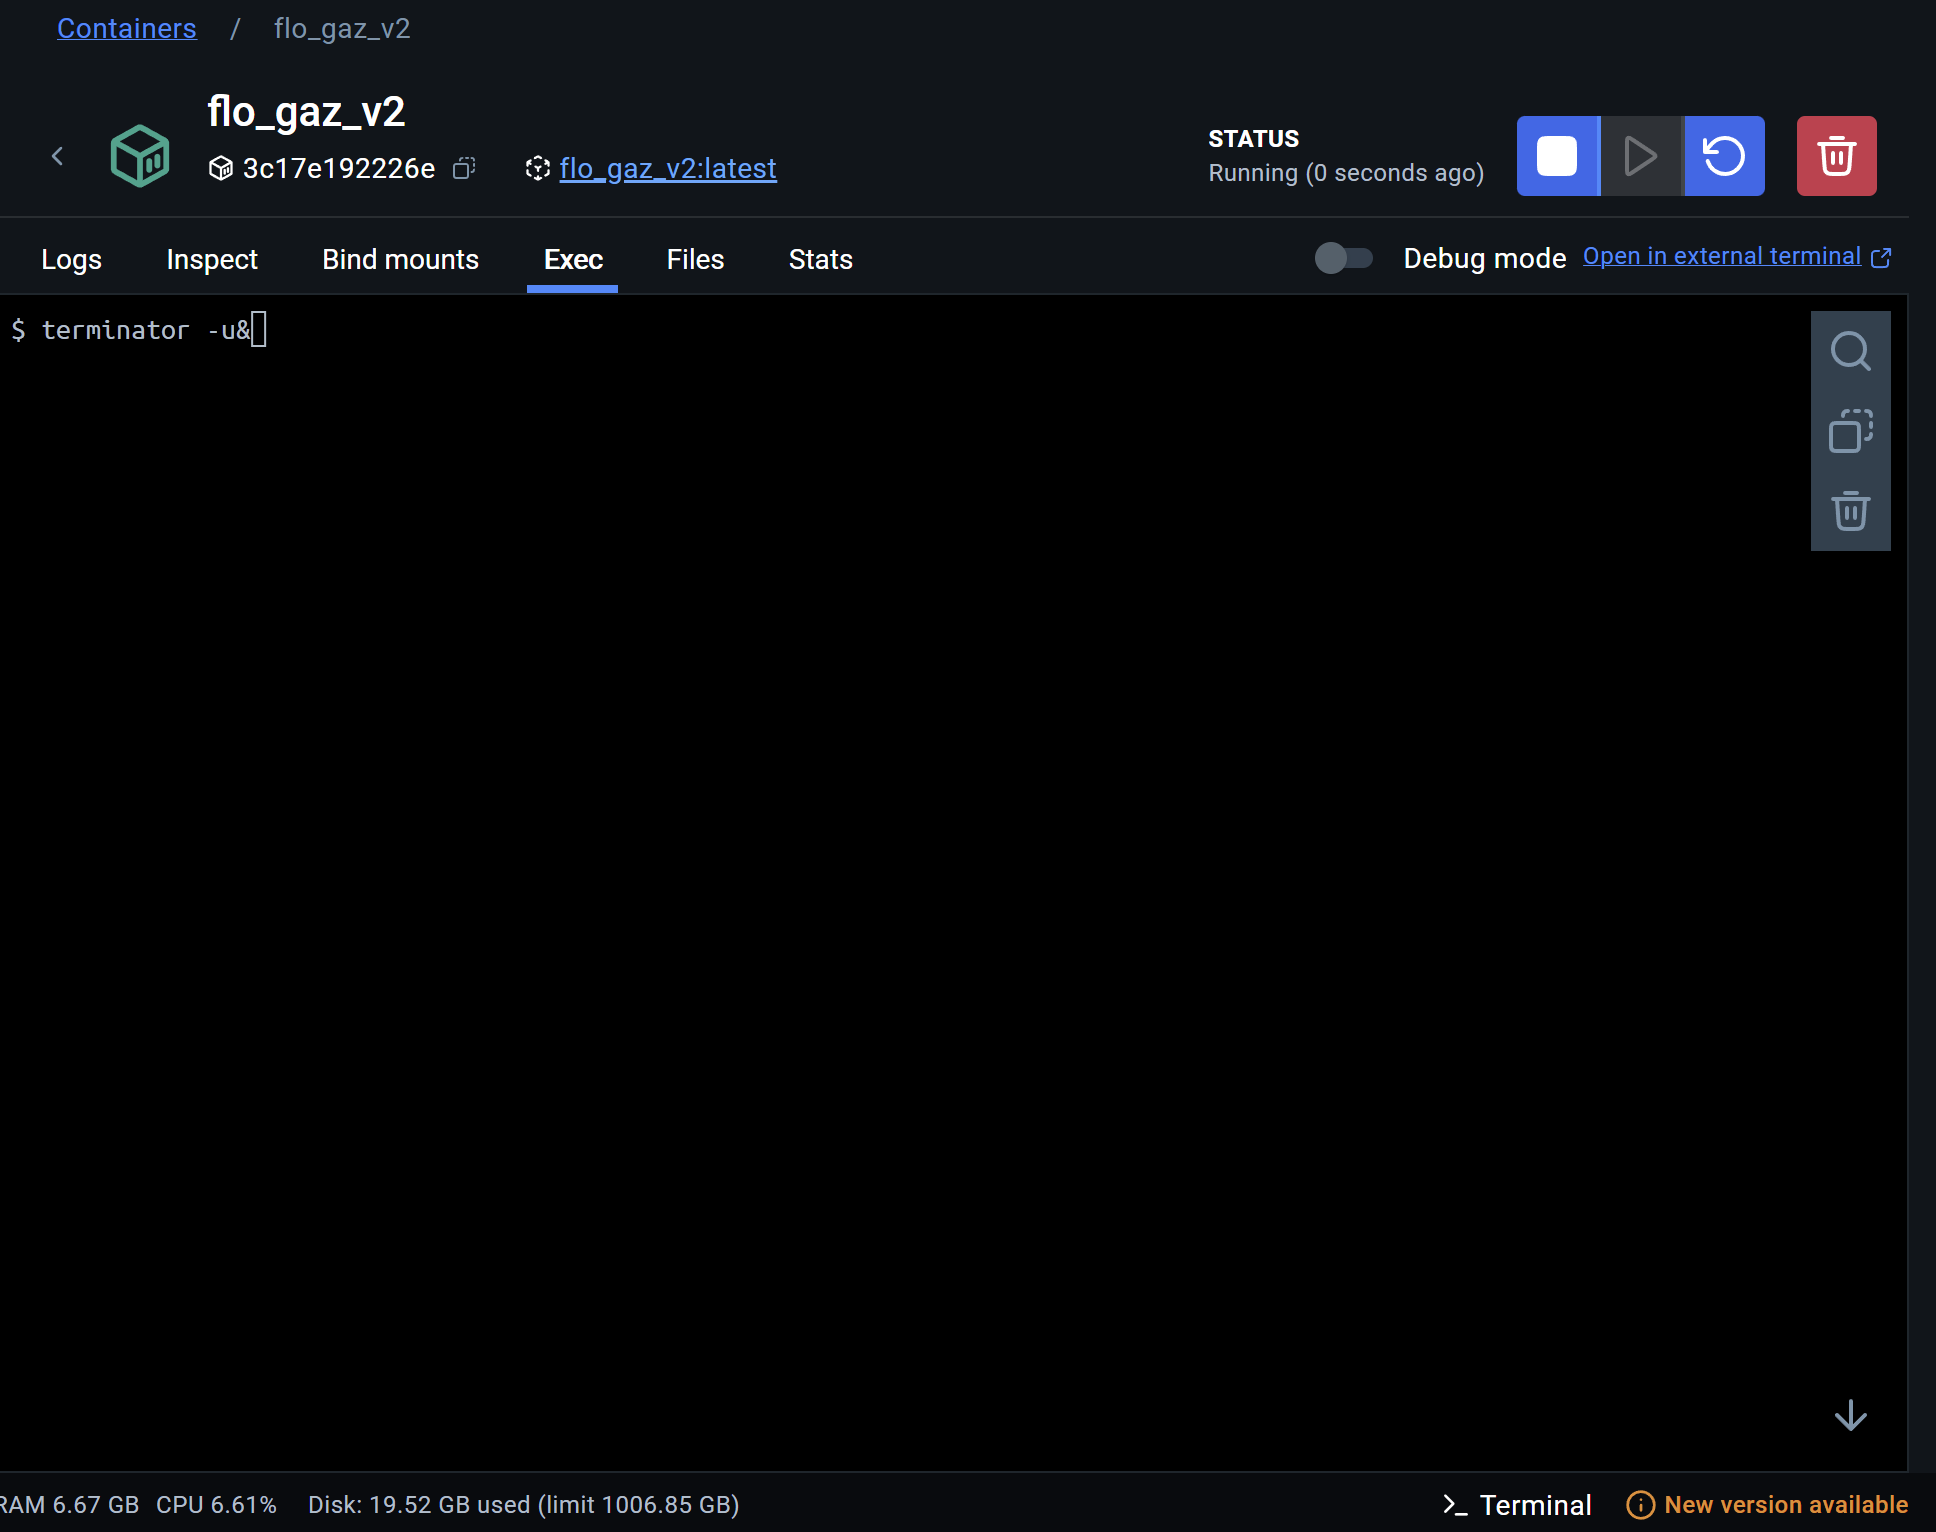 Containers / flo_gaz_v2
flo_gaz_v2
3c17e192226e flo_gaz_v2:latest
STATUS
Running (0 seconds ago)
Logs Inspect Bind mounts Exec Files Stats Debug mode Open in external terminal
$ terminator -u&
RAM 6.67 GB CPU 6.61% Disk: 19.52 GB used (limit 1006.85 GB) Terminal New version available